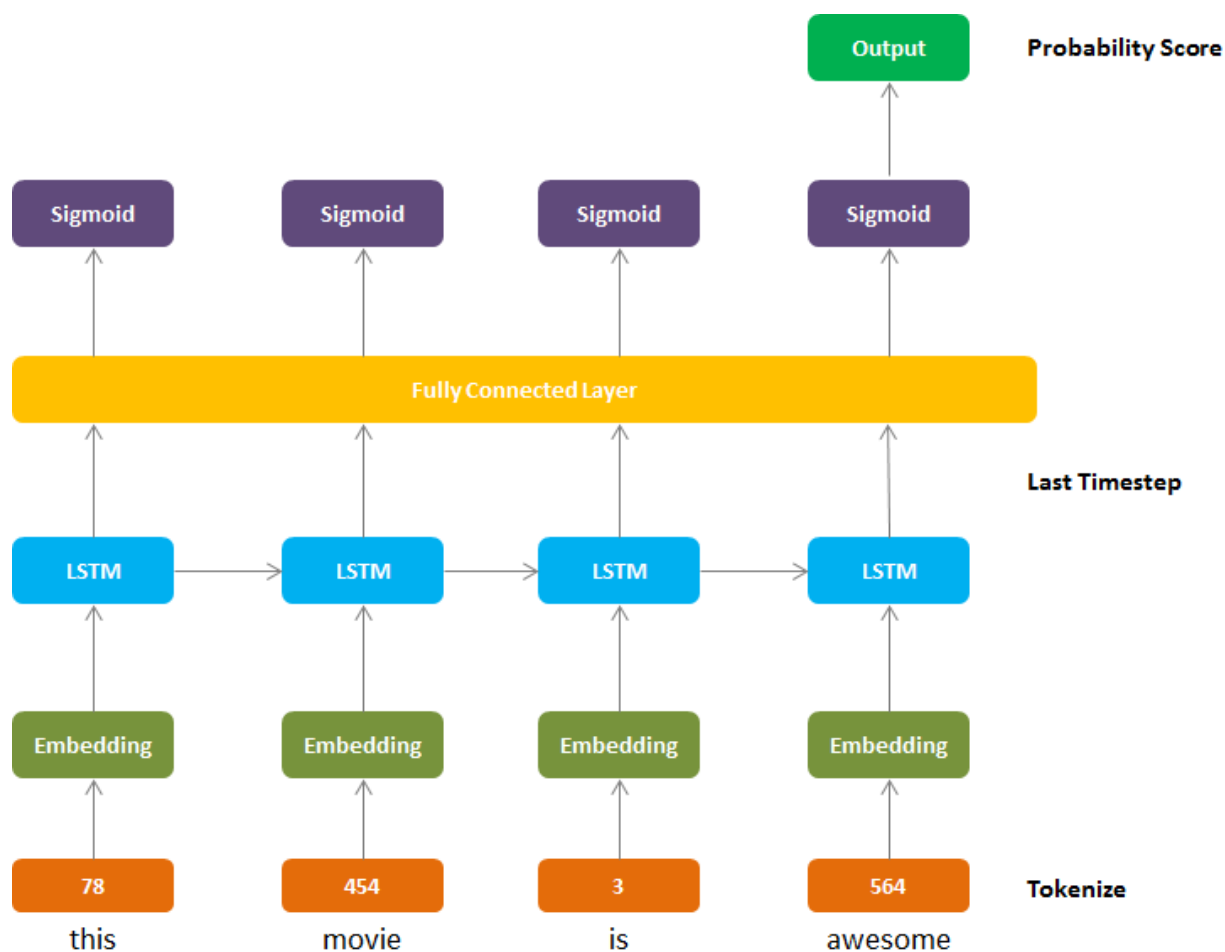 Output Probability Score
Sigmoid Sigmoid Sigmoid Sigmoid
Fully Connected Layer
Last Timestep
LSTM LSTM LSTM LSTM
Embedding Embedding Embedding Embedding
78 454 3 564 Tokenize
this movie is awesome